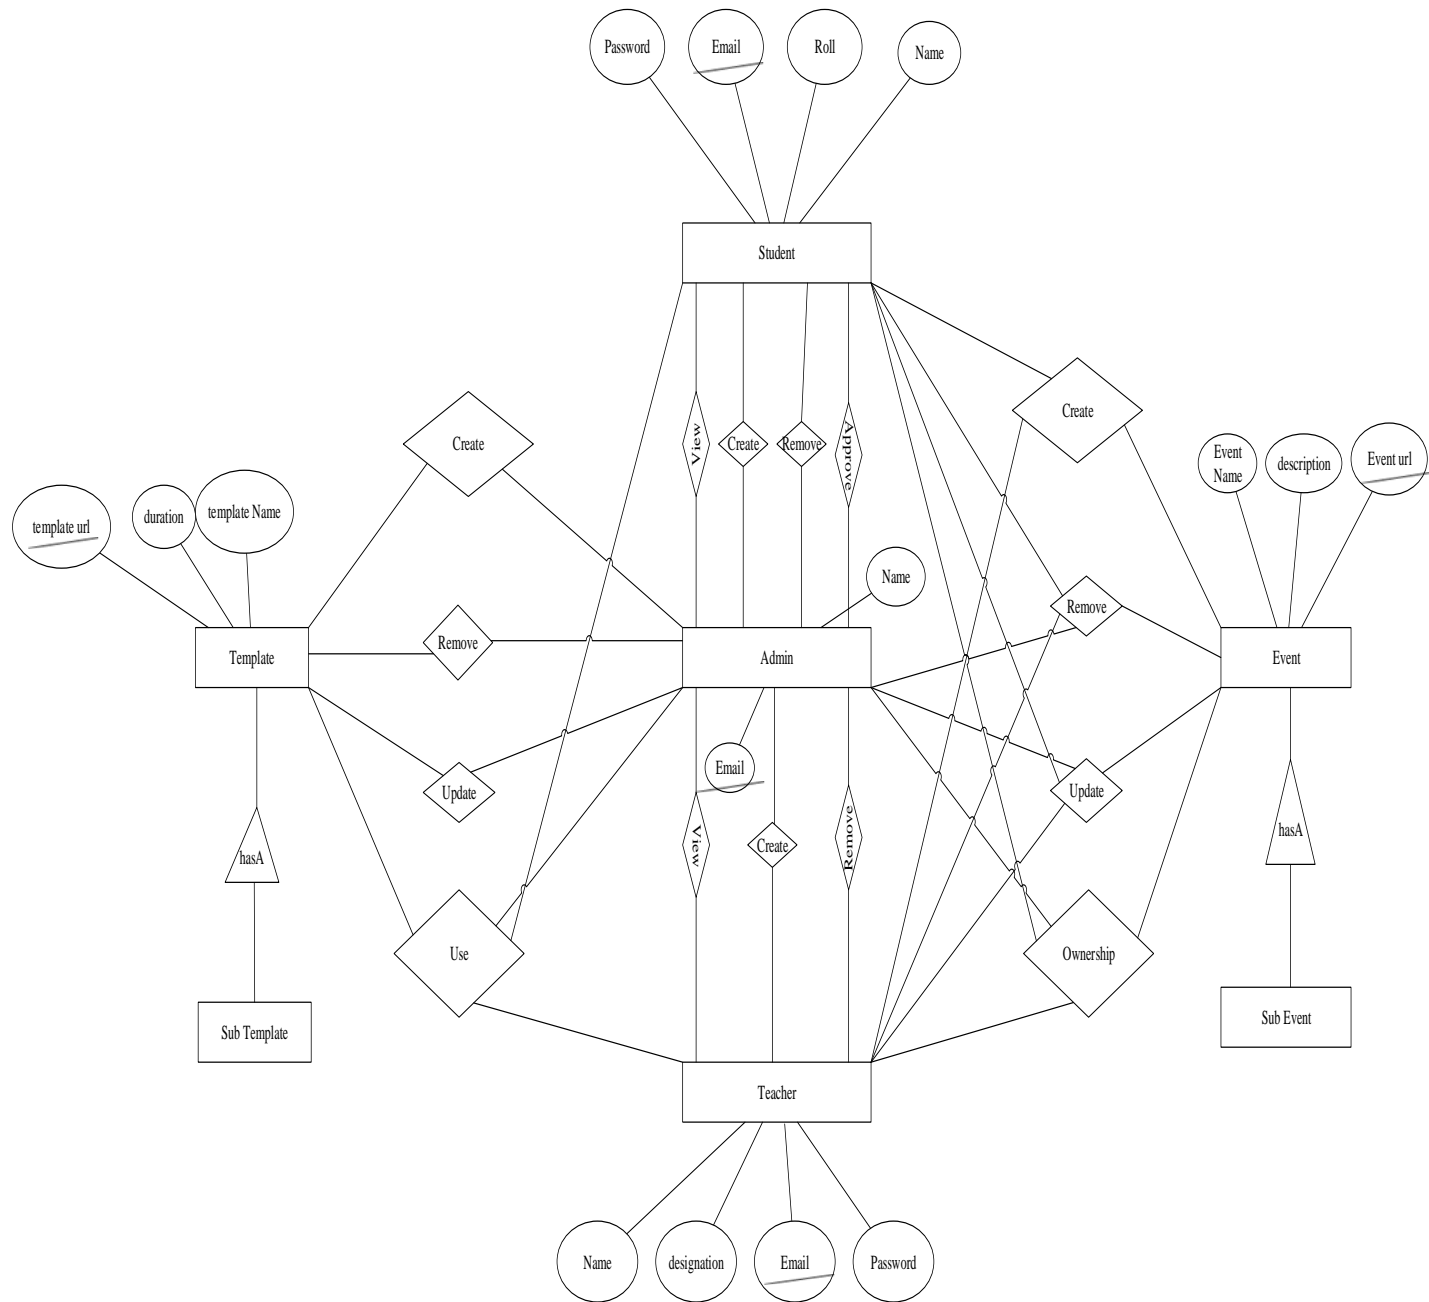 Password
Email
Roll
Name
Student
Create
Create
View
Create
Remove
Approve
Event
Name
description
Event url
template url
duration
template Name
Name
Remove
Template
Remove
Admin
Event
Email
Update
Update
hasA
View
Create
Remove
hasA
Use
Ownership
Sub Template
Sub Event
Teacher
Name
designation
Email
Password